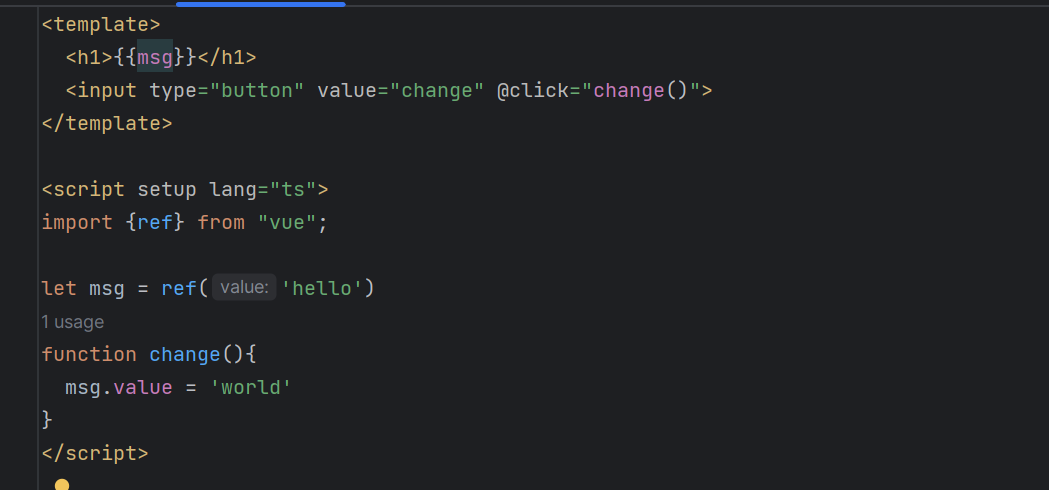 <template>
  <h1>{{msg}}</h1>
  <input type="button" value="change" @click="change()">
</template>
<script setup lang="ts">
import {ref} from "vue";
let msg = ref( value: 'hello')
1 usage
function change(){
  msg.value = 'world'
}
</script>